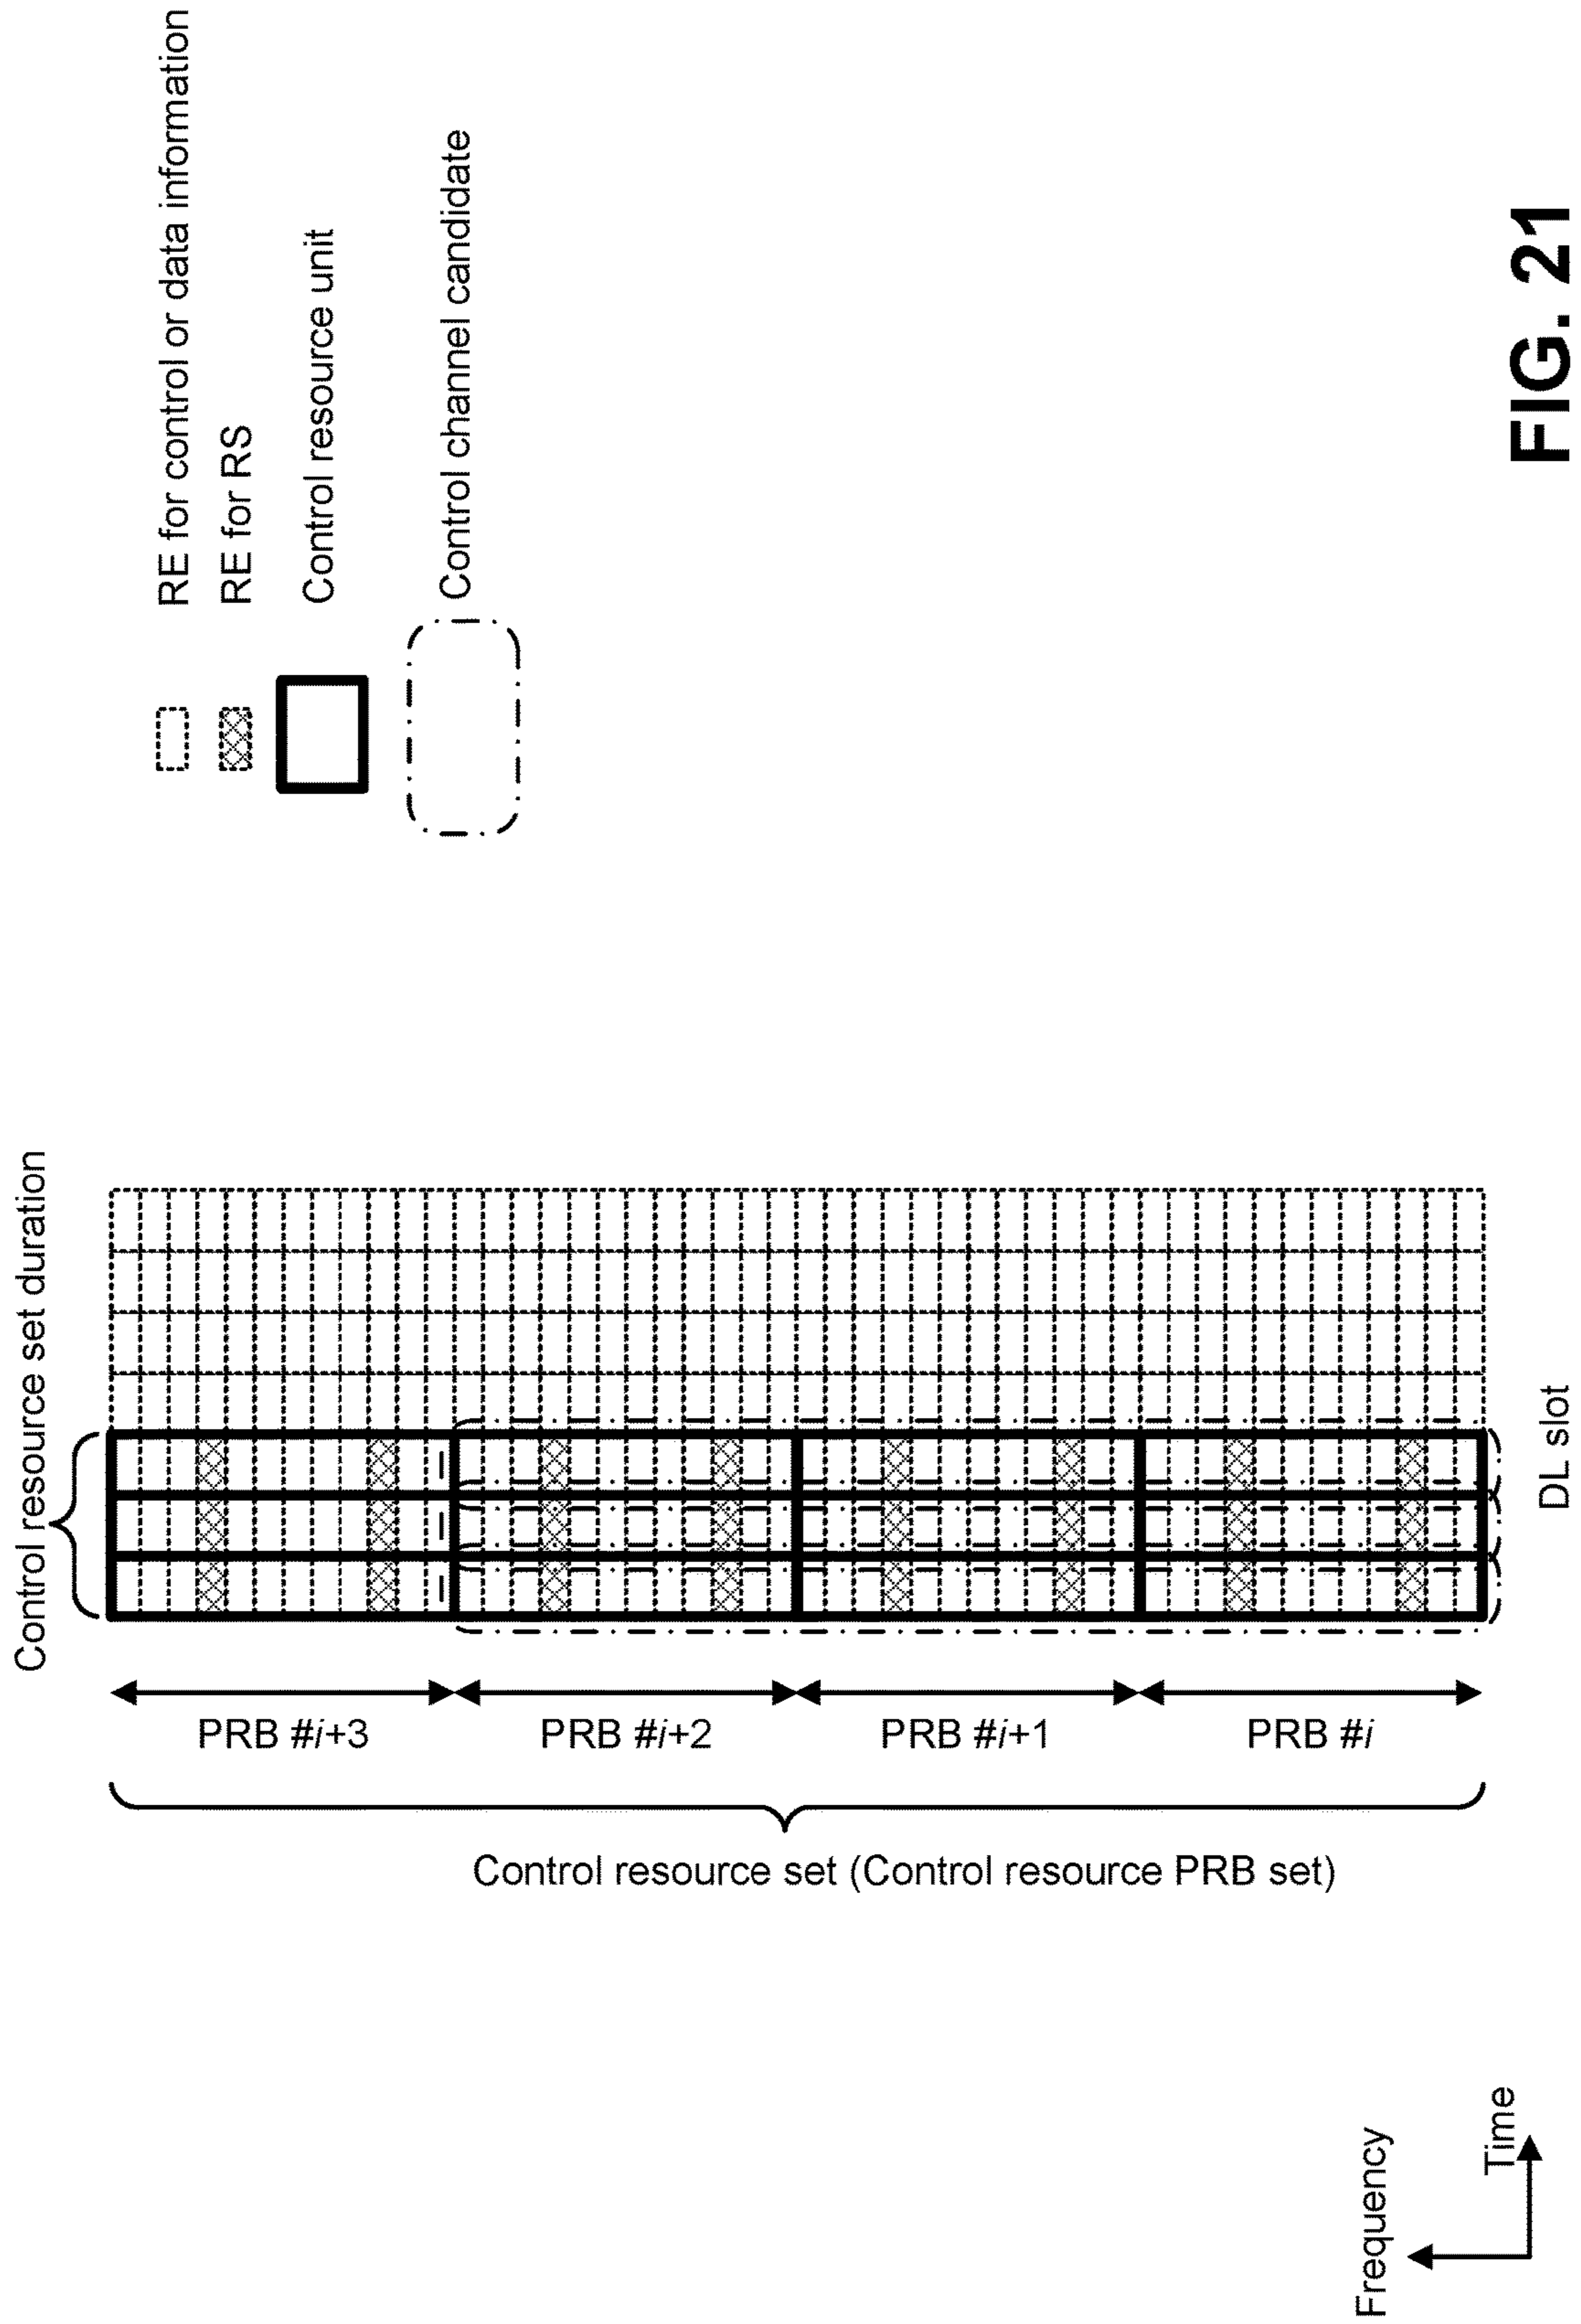 Control resource set duration
RE for control or data information
RE for RS
Control resource unit
Control channel candidate
PRB #i+3
PRB #i+2
PRB #i+1
PRB #i
Control resource set (Control resource PRB set)
DL slot
Frequency
Time
FIG. 21